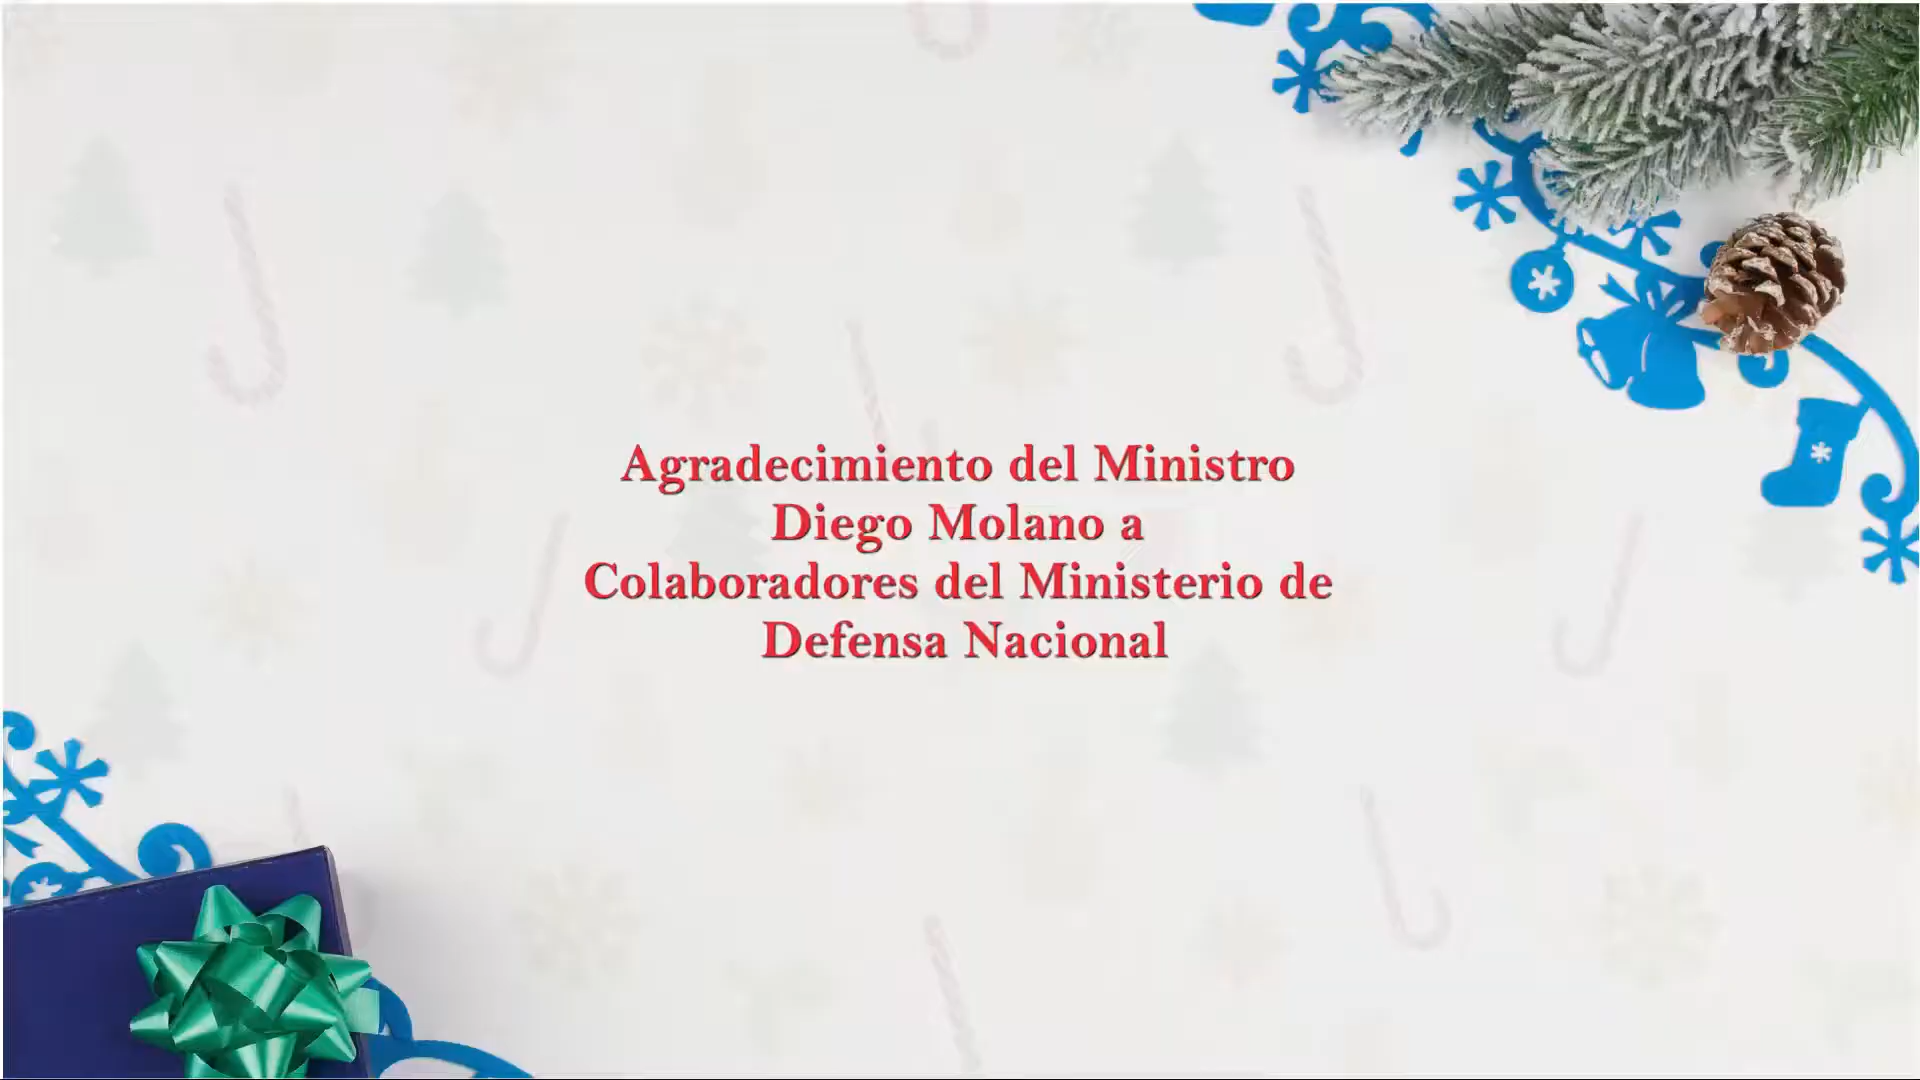 Agradecimiento del Ministro
Diego Molano a
Colaboradores del Ministerio de
Defensa Nacional